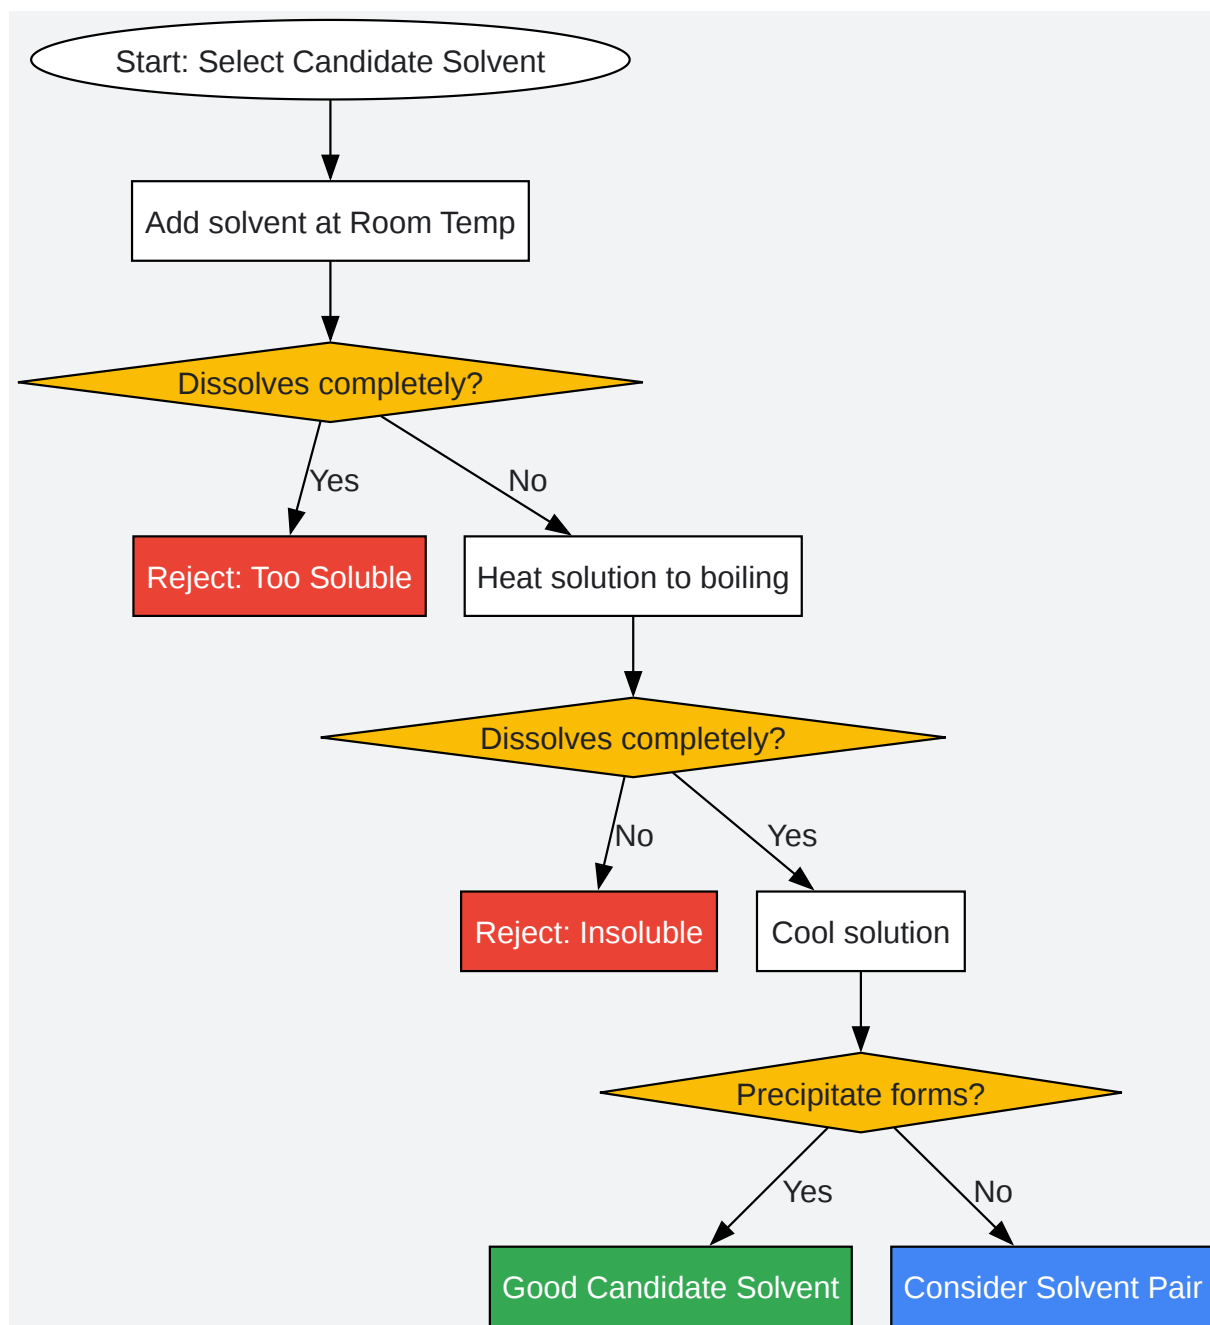 Start: Select Candidate Solvent
Add solvent at Room Temp
Dissolves completely?
Yes
No
Reject: Too Soluble
Heat solution to boiling
Dissolves completely?
No
Yes
Reject: Insoluble
Cool solution
Precipitate forms?
Yes
No
Good Candidate Solvent
Consider Solvent Pair